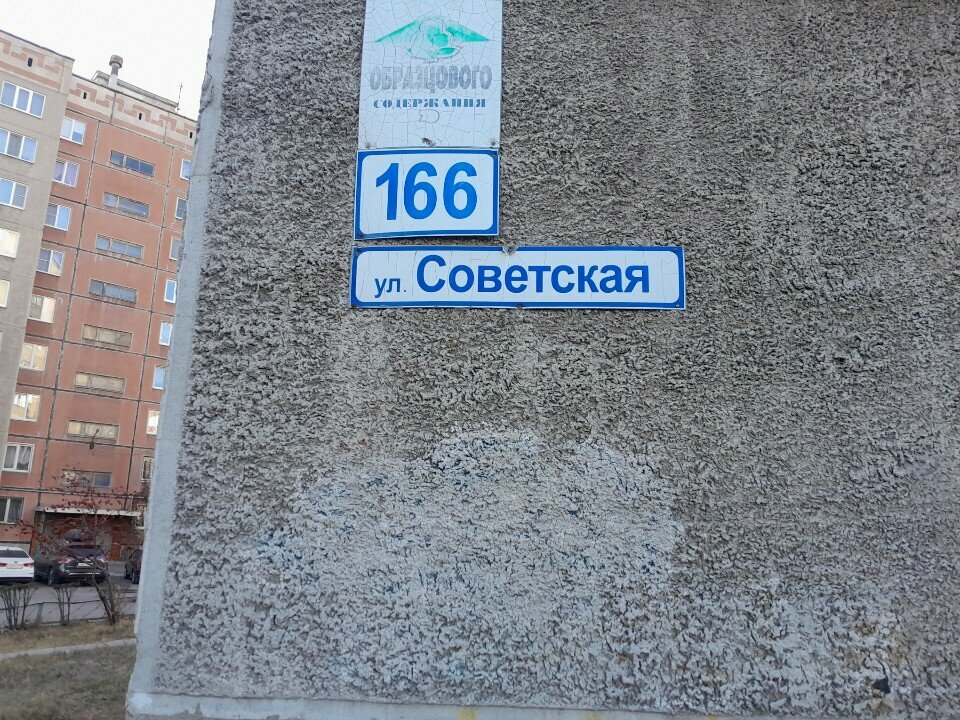 ОБРАЗЦОВОГО
СОДЕРЖАНИЯ
166
ул. Советская